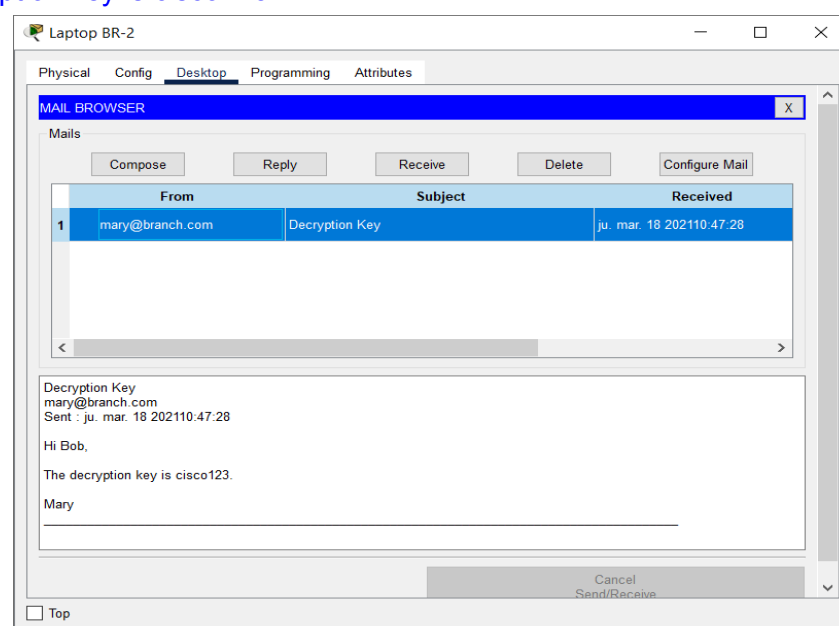 Laptop BR-2
Physical Config Desktop Programming Attributes
MAIL BROWSER X
Mails
Compose Reply Receive Delete Configure Mail
From Subject Received
1 mary@branch.com Decryption Key ju. mar. 18 202110:47:28
Decryption Key
mary@branch.com
Sent : ju. mar. 18 202110:47:28
Hi Bob,
The decryption key is cisco123.
Mary
Cancel
Send/Receive
Top